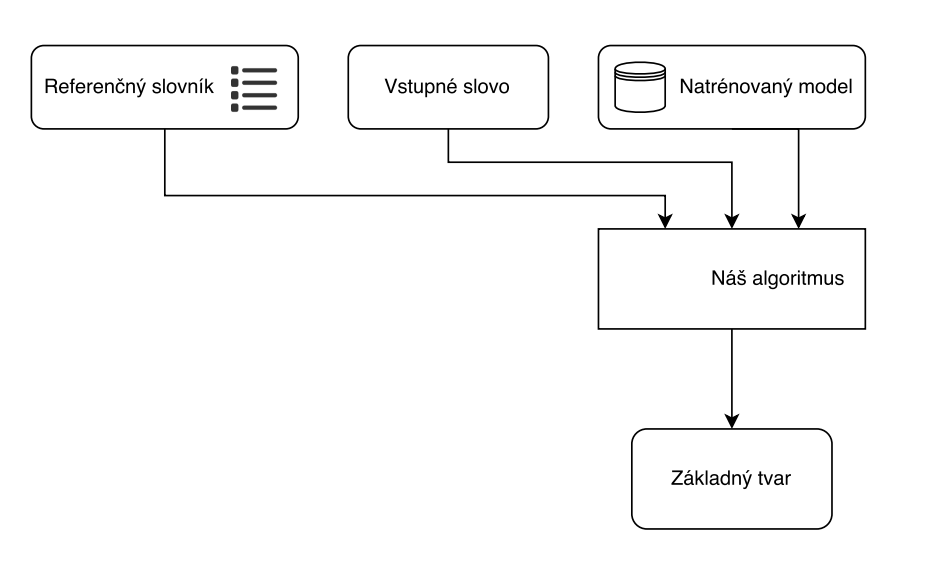 Referenčný slovník
Vstupné slovo
Natrénovaný model
Náš algoritmus
Základný tvar